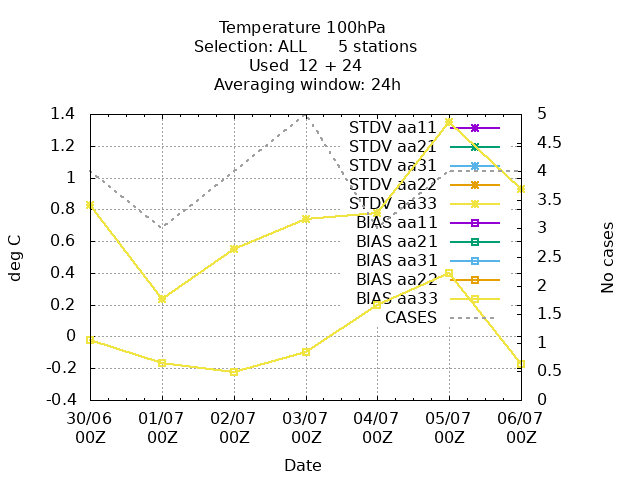 Temperature 100hPa
Selection: ALL      5 stations
Used  12 + 24
Averaging window: 24h
1.4
1.2
1
0.8
0.6
0.4
0.2
0
-0.2
-0.4
deg C
STDV aa11
STDV aa21
STDV aa31
STDV aa22
STDV aa33
BIAS aa11
BIAS aa21
BIAS aa31
BIAS aa22
BIAS aa33
CASES
5
4.5
4
3.5
3
2.5
2
1.5
1
0.5
0
No cases
30/06 01/07 02/07 03/07 04/07 05/07 06/07
00Z 00Z 00Z 00Z 00Z 00Z 00Z
Date